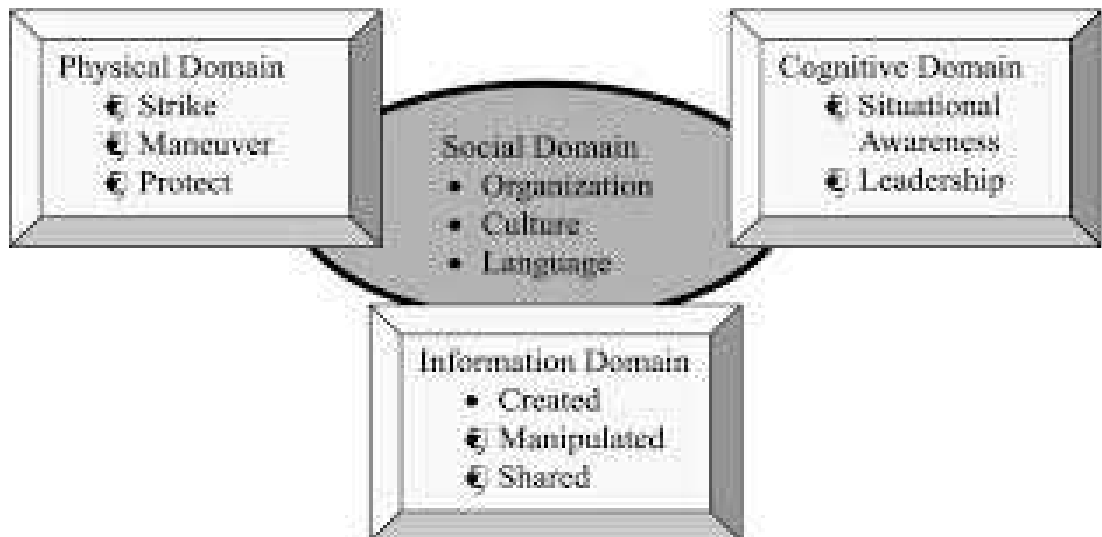 Physical Domain
€ Strike
€ Maneuver
€ Protect
Social Domain
• Organization
• Culture
• Language
Cognitive Domain
€ Situational
Awareness
€ Leadership
Information Domain
• Created
€ Manipulated
€ Shared